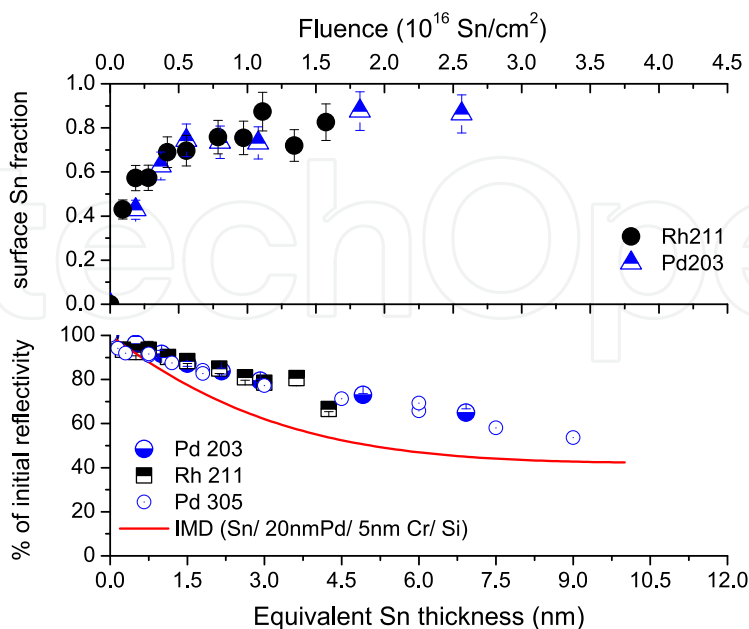 Fluence (10¹⁶ Sn/cm²)
0.0 0.5 1.0 1.5 2.0 2.5 3.0 3.5 4.0 4.5
1.0
0.8
0.6
0.4
0.2
0.0
surface Sn fraction
Rh211
Pd203
100
80
60
40
20
0
% of initial reflectivity
Pd 203
Rh 211
Pd 305
IMD (Sn/ 20nmPd/ 5nm Cr/ Si)
0.0 1.5 3.0 4.5 6.0 7.5 9.0 10.5 12.0
Equivalent Sn thickness (nm)